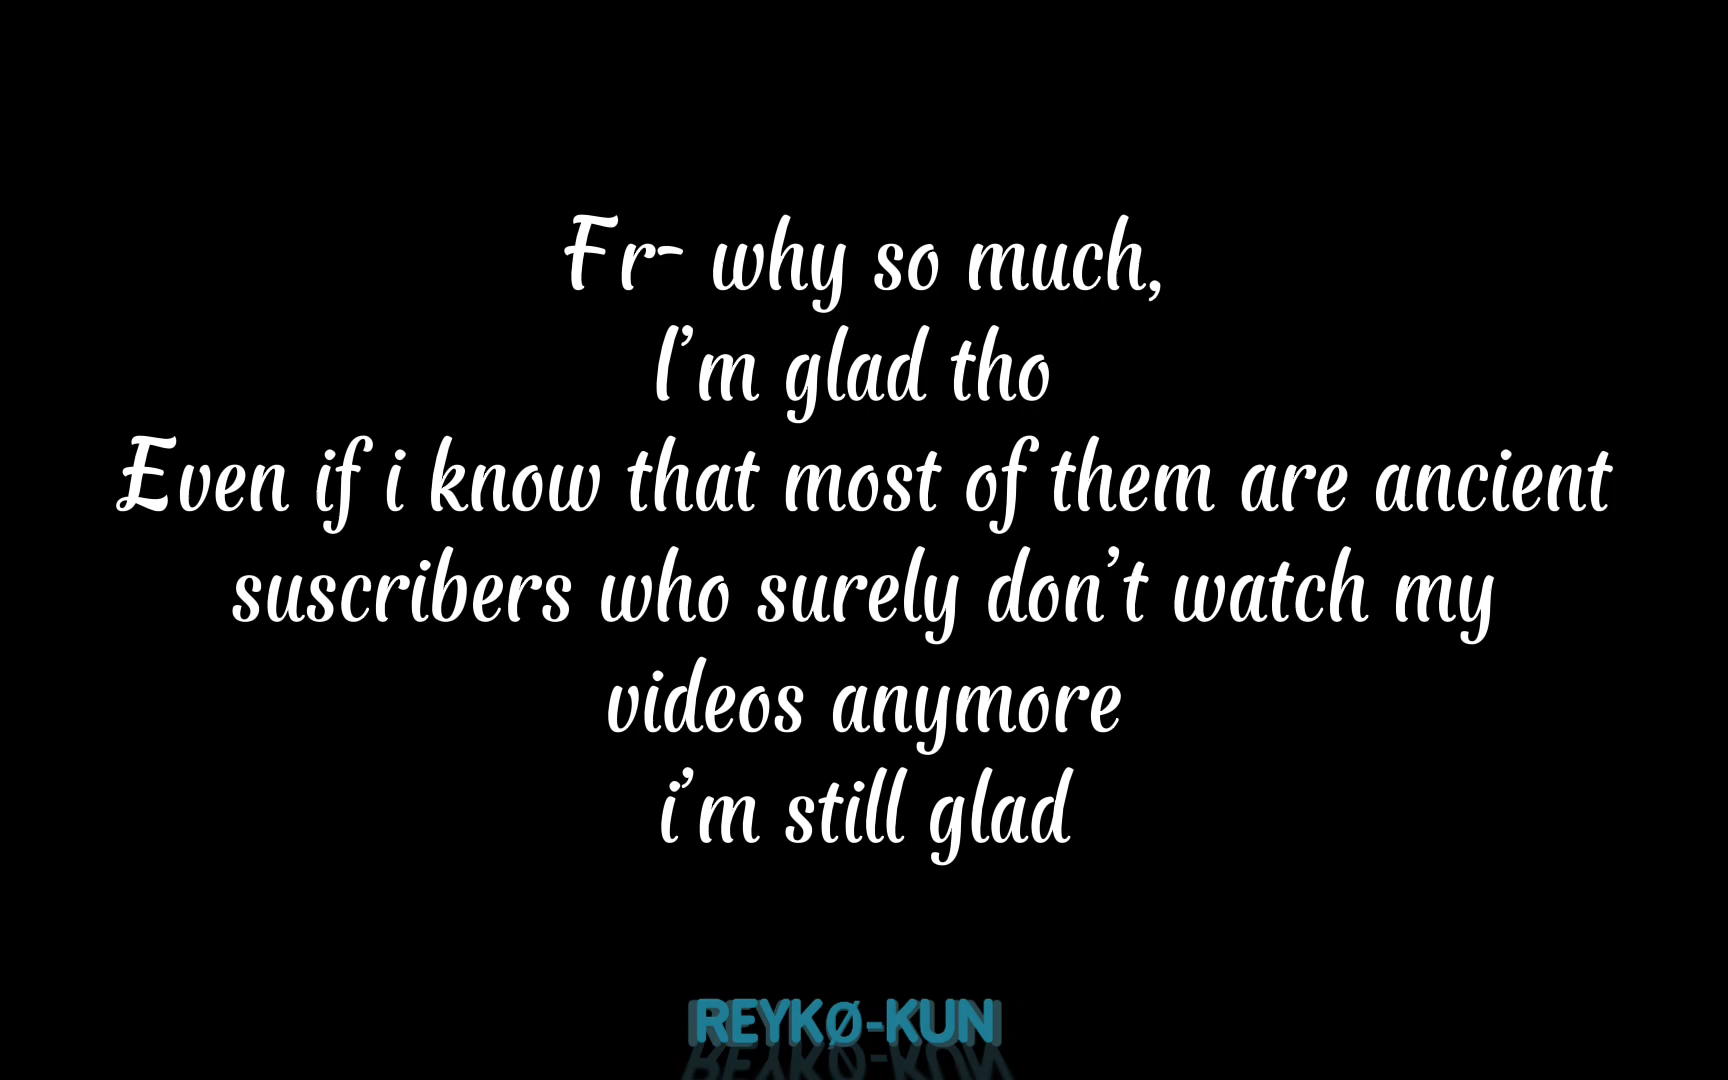 Fr- why so much,
I'm glad tho
Even if i know that most of them are ancient
suscribers who surely don't watch my
videos anymore
i'm still glad
REYKØ-KUN